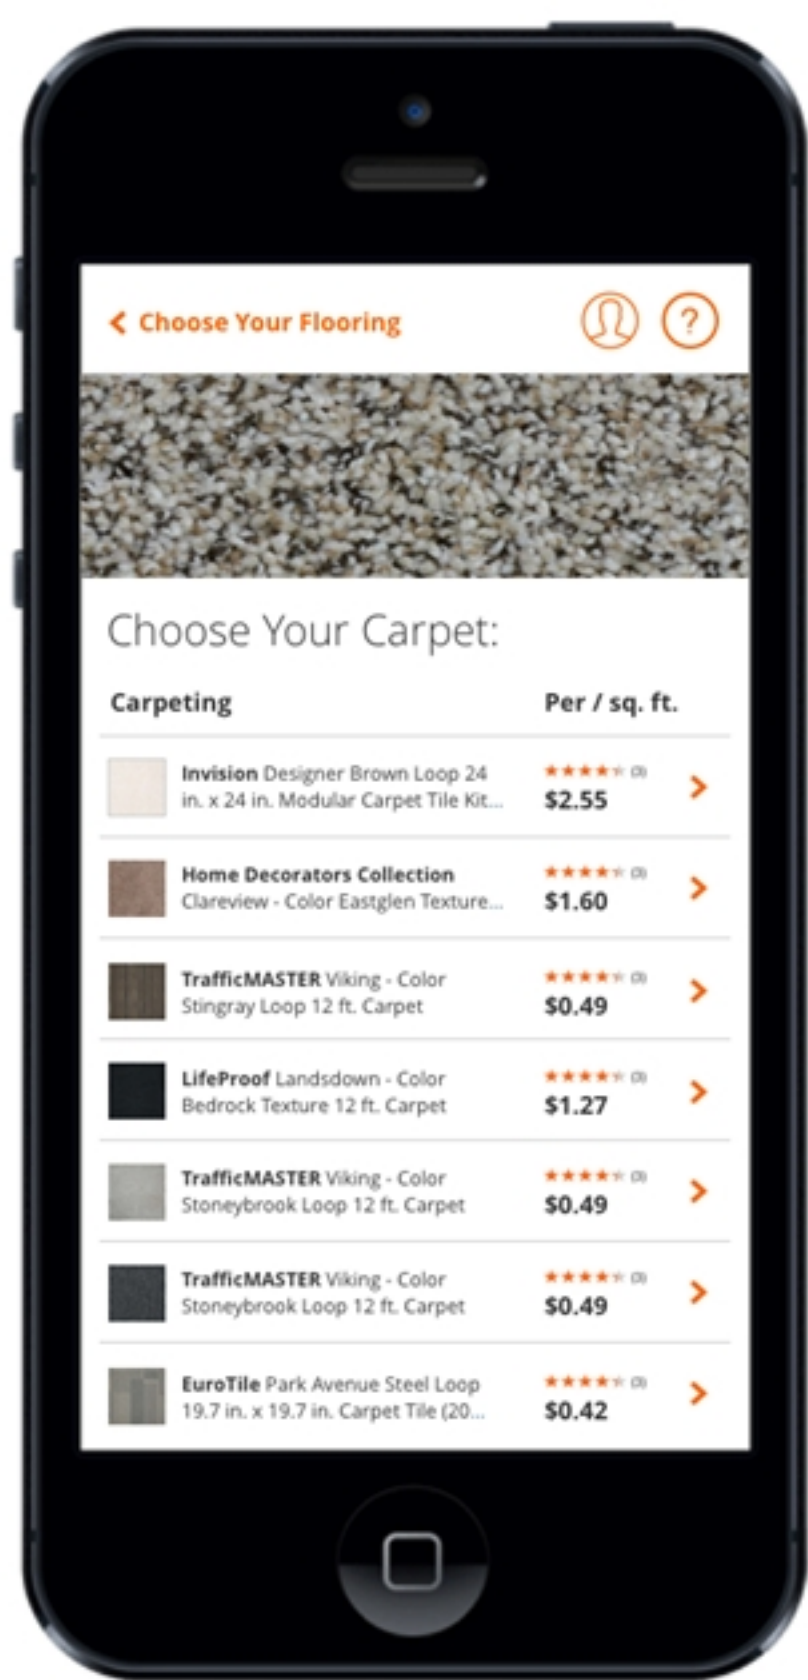 Choose Your Flooring
?
Choose Your Carpet:
Carpeting Per / sq. ft.
Invision Designer Brown Loop 24
in. x 24 in. Modular Carpet Tile Kit...
$2.55
Home Decorators Collection
Clareview - Color Eastglen Texture...
$1.60
TrafficMASTER Viking - Color
Stingray Loop 12 ft. Carpet
$0.49
LifeProof Landsdown - Color
Bedrock Texture 12 ft. Carpet
$1.27
TrafficMASTER Viking - Color
Stoneybrook Loop 12 ft. Carpet
$0.49
TrafficMASTER Viking - Color
Stoneybrook Loop 12 ft. Carpet
$0.49
EuroTile Park Avenue Steel Loop
19.7 in. x 19.7 in. Carpet Tile (20...
$0.42